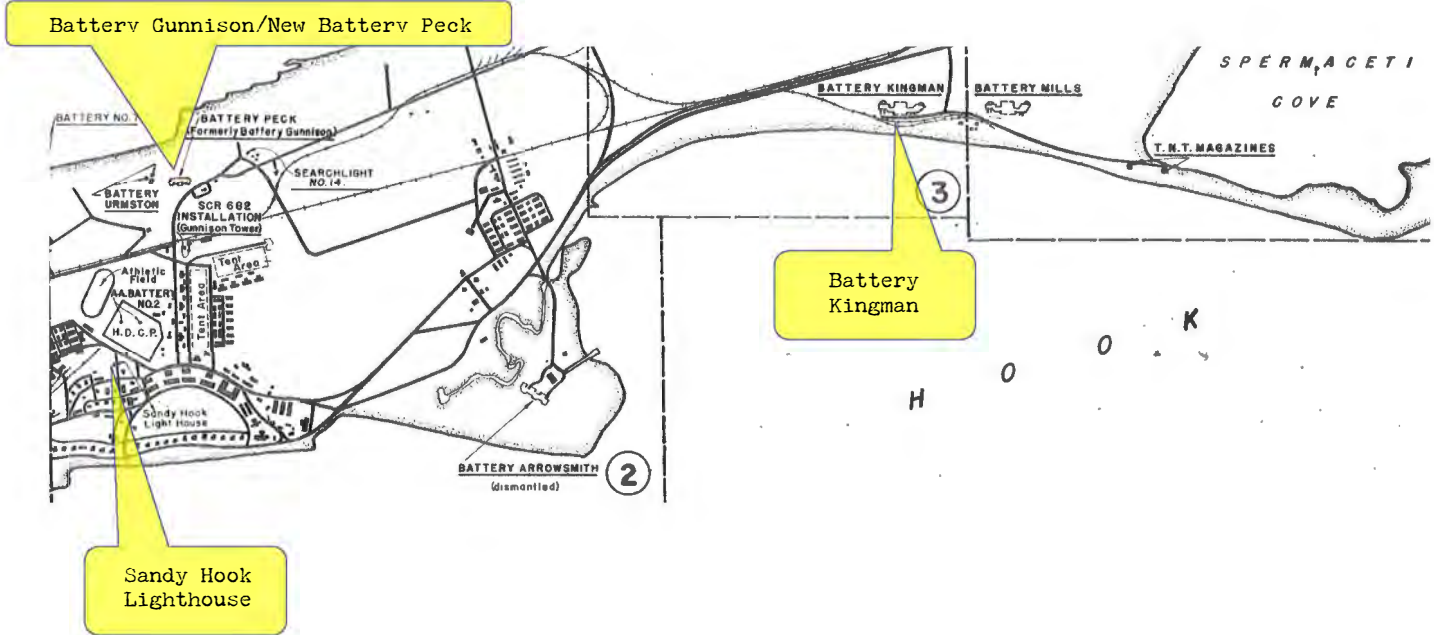 Battery Gunnison/New Battery Peck
SPERMACETI
COVE
BATTERY KINGMAN
BATTERY MILLS
BATTERY NO.
BATTERY PECK
(Formerly Battery Gunnison)
T.N.T. MAGAZINES
SEARCHLIGHT
NO. 14.
BATTERY
URMSTON
SCR 682
INSTALLATION
(Gunnison Tower)
3
Tent
Area
Athletic
Field
A.A. BATTERY
NO.2
Tent Area
H.D.C.P.
Battery
Kingman
HOOK
Sandy Hook
Light House
BATTERY ARROWSMITH
(dismantled)
2
Sandy Hook
Lighthouse